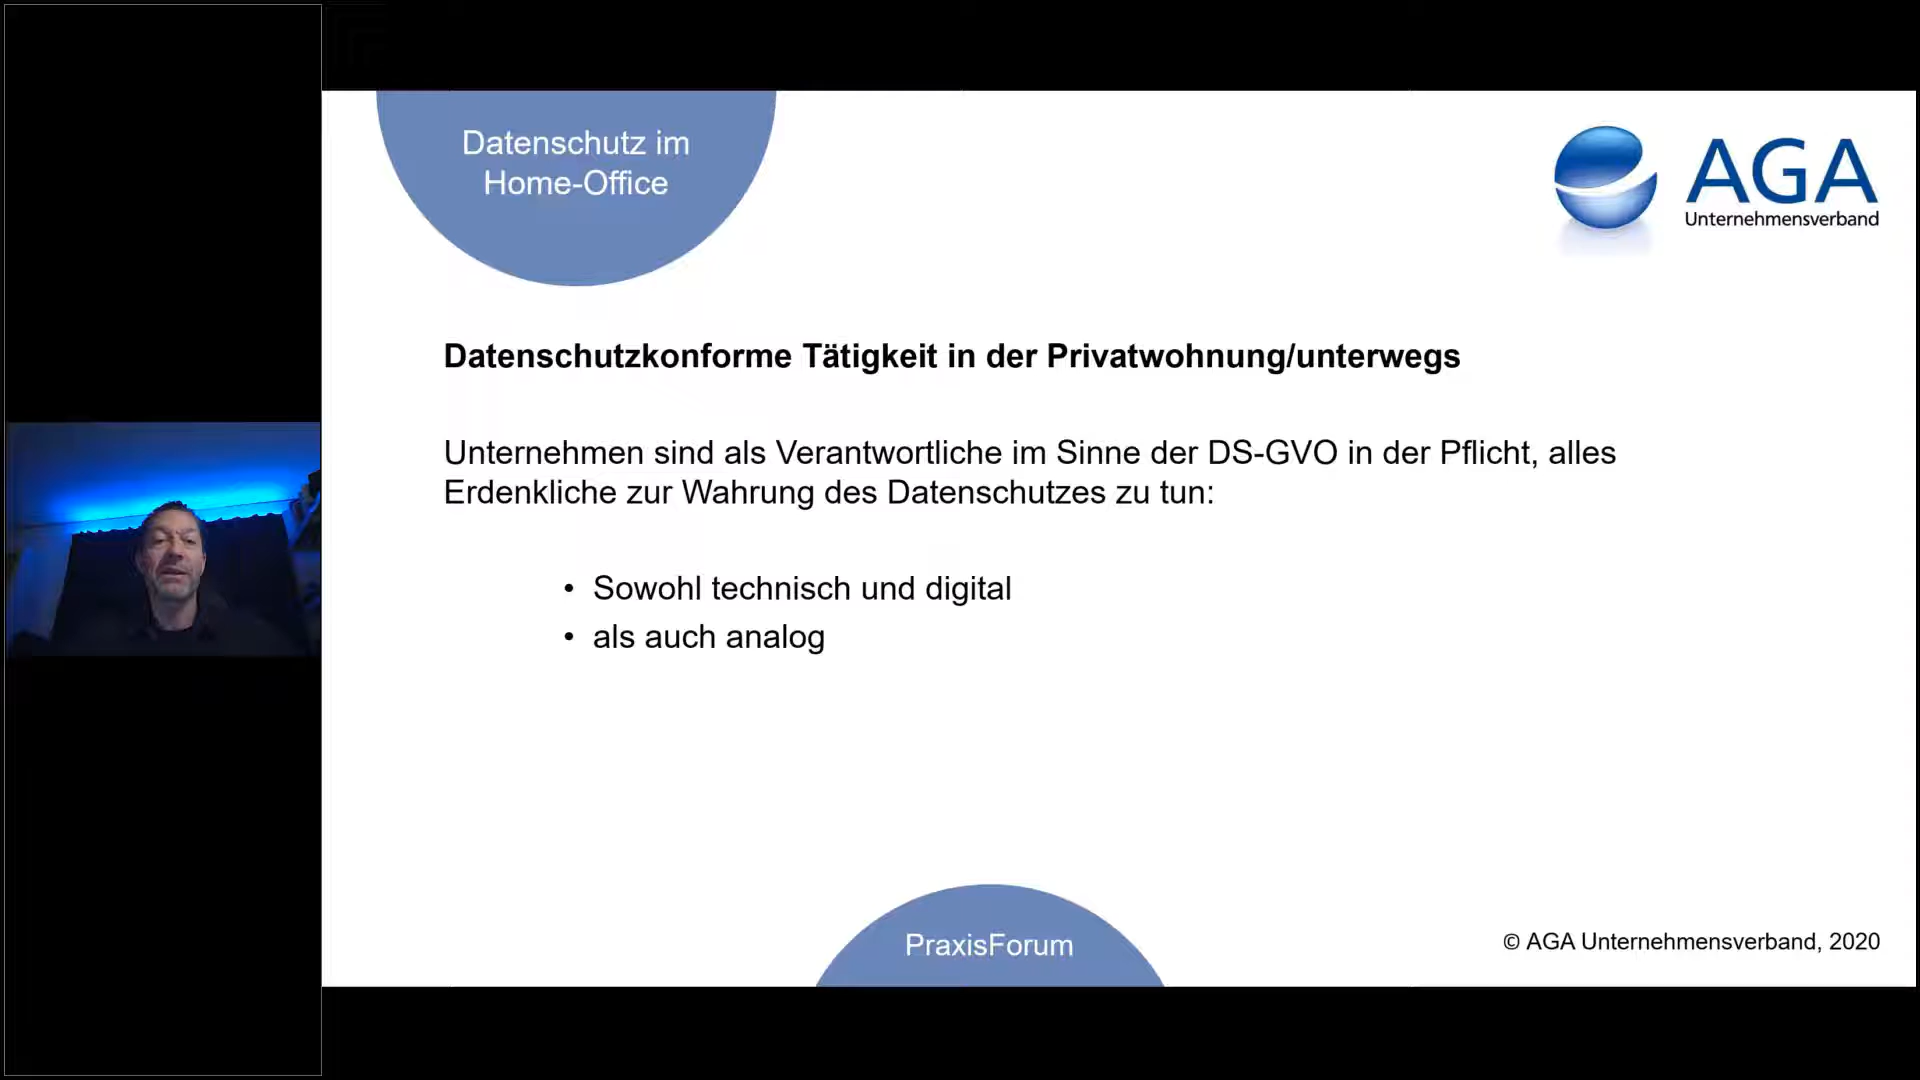 Datenschutz im
Home-Office
AGA
Unternehmensverband
Datenschutzkonforme Tätigkeit in der Privatwohnung/unterwegs
Unternehmen sind als Verantwortliche im Sinne der DS-GVO in der Pflicht, alles
Erdenkliche zur Wahrung des Datenschutzes zu tun:
• Sowohl technisch und digital
• als auch analog
PraxisForum
© AGA Unternehmensverband, 2020